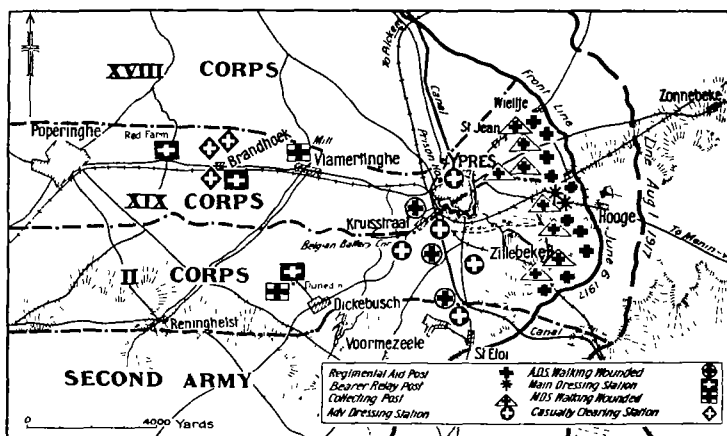 XVIII CORPS
To Pilckem
Canal
Front Line
Wieltje
Zonnebeke
St Jean
Poperinghe
Red Farm
Brandhoek
Mill
Vlamertinghe
Prison
YPRES
Line Aug 1 1917
XIX CORPS
Kruisstraat
Hooge
Belgian Battery Cnr
Zillebeke
June 6 1917
To Menin
II CORPS
Dickebusch
Reninghelst
Voormezeele
Canal
St Eloi
SECOND ARMY
0 4000
Yards
Regimental Aid Post
Bearer Relay Post
Collecting Post
Adv Dressing Station
A.D.S. Walking Wounded
Main Dressing Station
M.D.S. Walking Wounded
Casualty Clearing Station